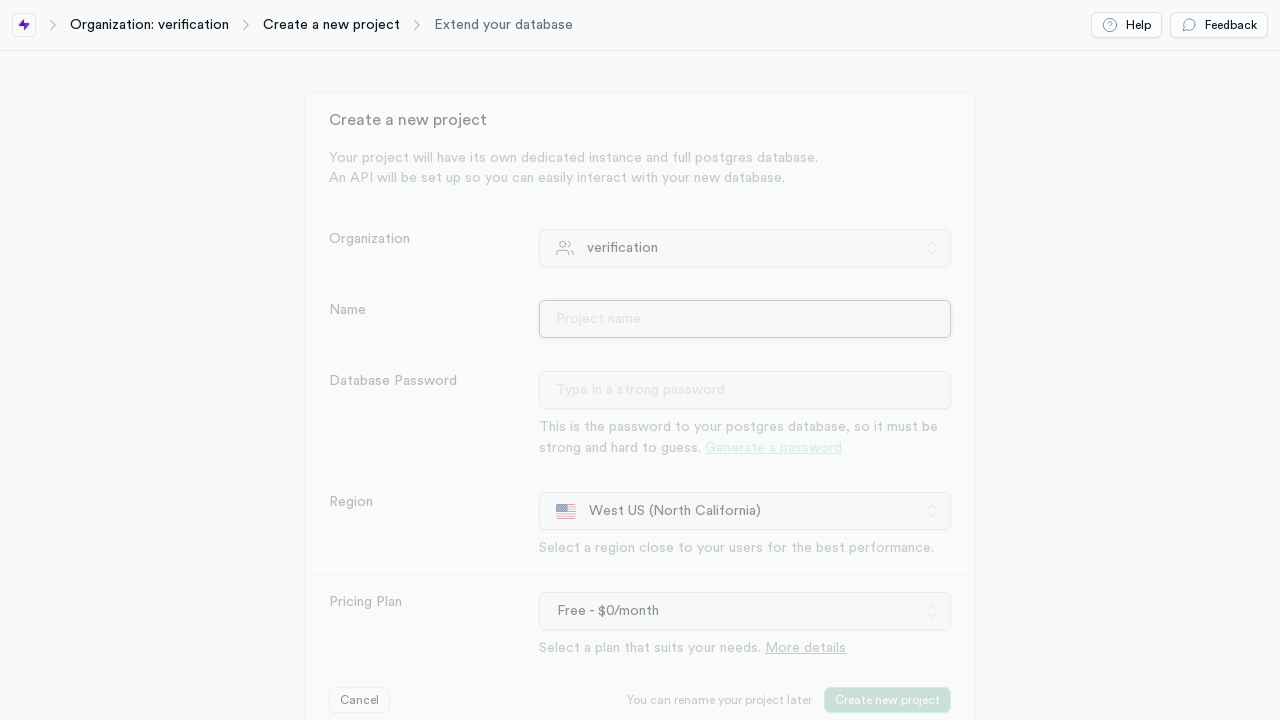 Organization: verification
Create a new project
Extend your database
Help
Feedback
Create a new project
Your project will have its own dedicated instance and full postgres database.
An API will be set up so you can easily interact with your new database.
Organization
verification
Name
Project name
Database Password
Type in a strong password
This is the password to your postgres database, so it must be
strong and hard to guess. Generate a password
Region
West US (North California)
Select a region close to your users for the best performance.
Pricing Plan
Free - $0/month
Select a plan that suits your needs. More details
Cancel
You can rename your project later
Create new project